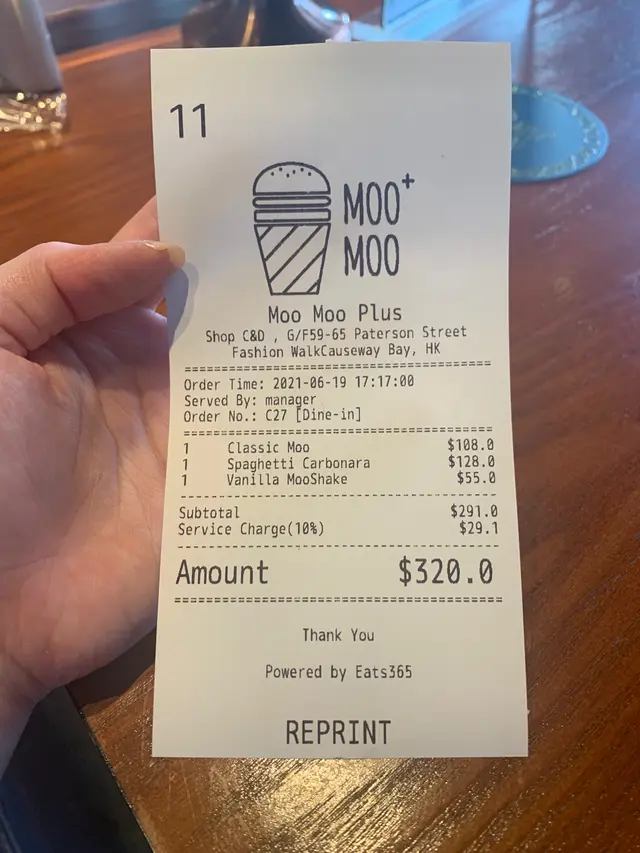 11
MOO+
MOO
Moo Moo Plus
Shop C&D , G/F59-65 Paterson Street
Fashion WalkCauseway Bay, HK
==========================================
Order Time: 2021-06-19 17:17:00
Served By: manager
Order No.: C27 [Dine-in]
==========================================
1 Classic Moo $108.0
1 Spaghetti Carbonara $128.0
1 Vanilla MooShake $55.0
------------------------------------------
Subtotal $291.0
Service Charge(10%) $29.1
------------------------------------------
Amount $320.0
==========================================
Thank You
Powered by Eats365
REPRINT